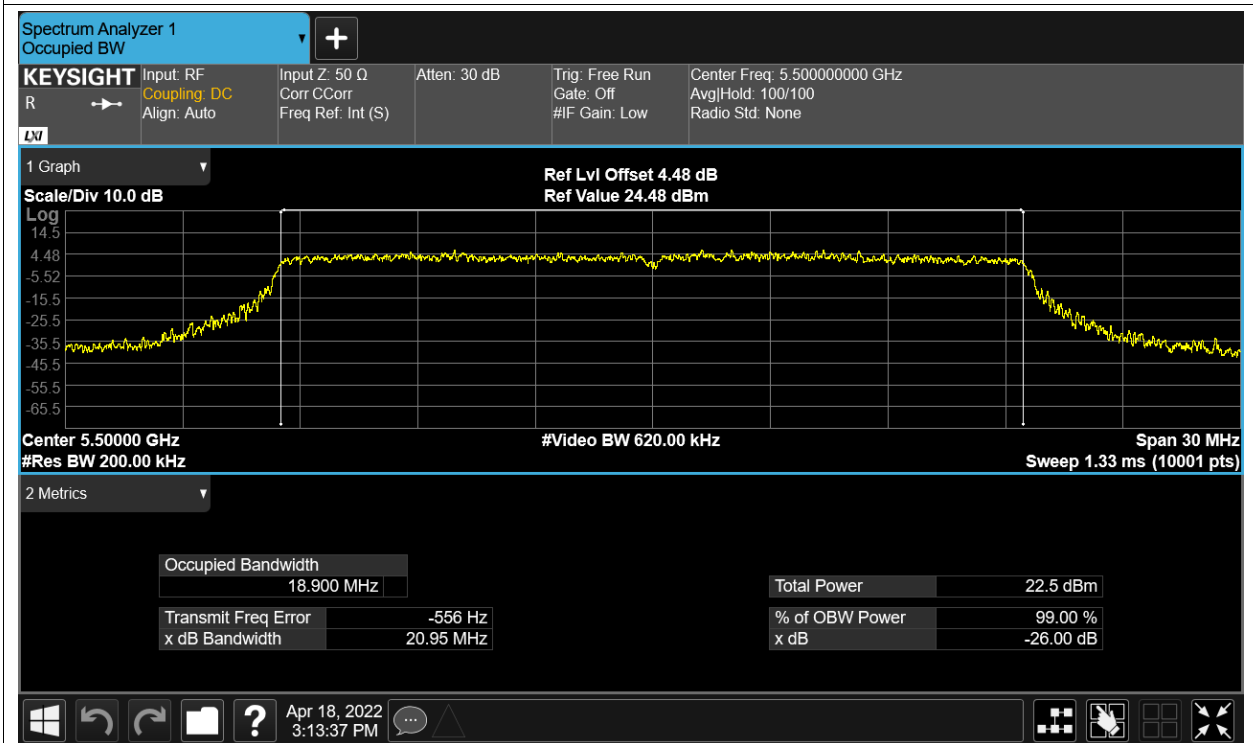 Spectrum Analyzer 1
Occupied BW
KEYSIGHT
R
LXI
Input: RF
Coupling: DC
Align: Auto
Input Z: 50 Ω
Corr CCorr
Freq Ref: Int (S)
Atten: 30 dB
Trig: Free Run
Gate: Off
#IF Gain: Low
Center Freq: 5.500000000 GHz
Avg|Hold: 100/100
Radio Std: None
1 Graph
Scale/Div 10.0 dB
Ref Lvl Offset 4.48 dB
Ref Value 24.48 dBm
Log
14.5
4.48
-5.52
-15.5
-25.5
-35.5
-45.5
-55.5
-65.5
Center 5.50000 GHz
#Video BW 620.00 kHz
Span 30 MHz
#Res BW 200.00 kHz
Sweep 1.33 ms (10001 pts)
2 Metrics
Occupied Bandwidth
18.900 MHz
Total Power 22.5 dBm
Transmit Freq Error -556 Hz
% of OBW Power 99.00 %
x dB Bandwidth 20.95 MHz
x dB -26.00 dB
?
Apr 18, 2022
3:13:37 PM